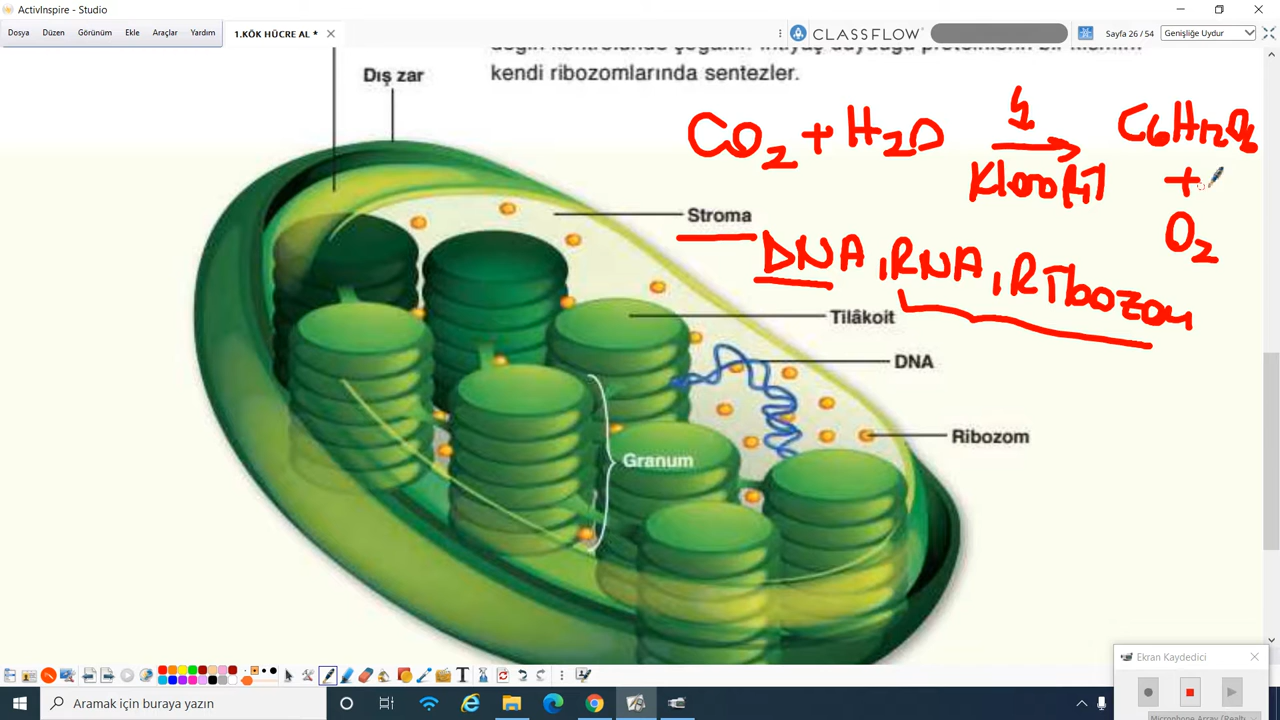 ActivInspire - Studio
Dosya Düzen Görünüm Ekle Araçlar Yardım
1.KÖK HÜCRE AL *
CLASSFLOW
Sayfa 26 / 54
Genişliğe Uydur
kendi ribozomlarında sentezler.
Dış zar
CO2 + H2O
C6H12O6
+
O2
Stroma
DNA, RNA, Ribozom
Tilâkoit
DNA
Ribozom
Granum
Ekran Kaydedici
Aramak için buraya yazın